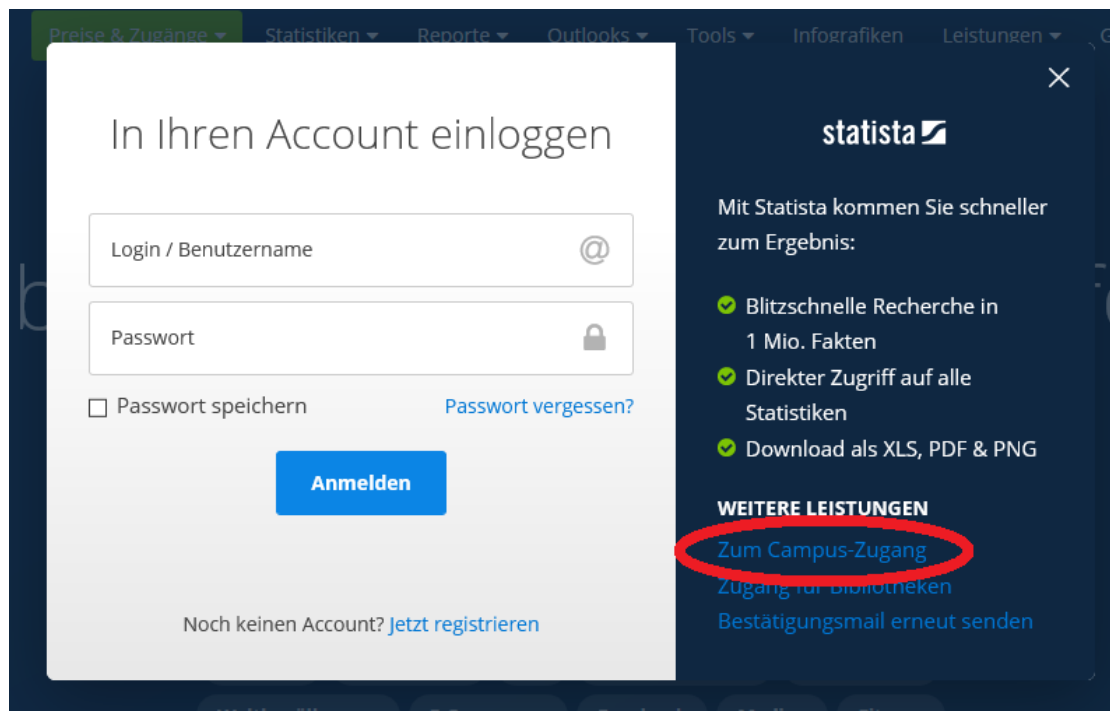 Preise & Zugänge Statistiken Reporte Outlooks Tools Infografiken Leistungen
In Ihren Account einloggen
Login / Benutzername
@
Passwort
Passwort speichern
Passwort vergessen?
Anmelden
Noch keinen Account? Jetzt registrieren
statista
Mit Statista kommen Sie schneller
zum Ergebnis:
Blitzschnelle Recherche in
1 Mio. Fakten
Direkter Zugriff auf alle
Statistiken
Download als XLS, PDF & PNG
WEITERE LEISTUNGEN
Zum Campus-Zugang
Zugang für Bibliotheken
Bestätigungsmail erneut senden